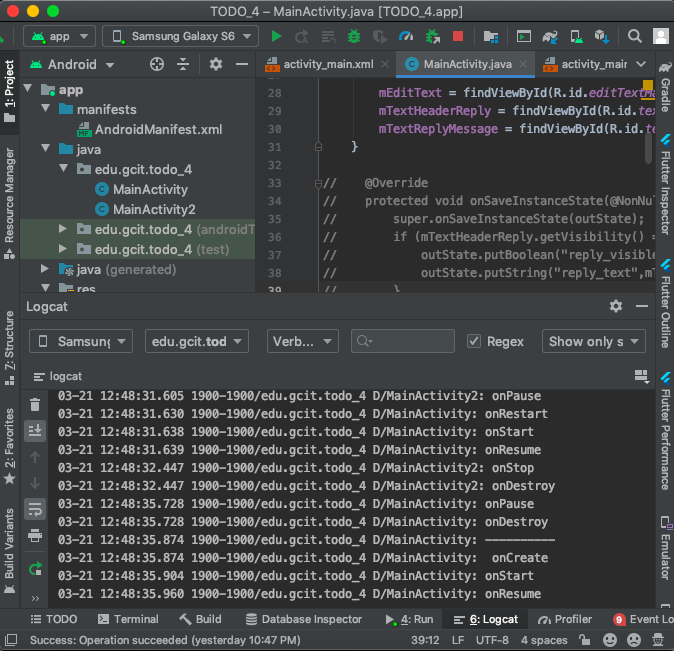 TODO_4 – MainActivity.java [TODO_4.app]
app
Samsung Galaxy S6
Android
activity_main.xml
MainActivity.java
activity_mair
1: Project
Resource Manager
Z: Structure
2: Favorites
Build Variants
app
manifests
AndroidManifest.xml
java
edu.gcit.todo_4
MainActivity
MainActivity2
edu.gcit.todo_4 (androidT
edu.gcit.todo_4 (test)
java (generated)
res
28 mEditText = findViewById(R.id.editTextM
29 mTextHeaderReply = findViewById(R.id.te
30 mTextReplyMessage = findViewById(R.id.te
31 }
32
33 // @Override
34 // protected void onSaveInstanceState(@NonNul
35 // super.onSaveInstanceState(outState);
36 // if (mTextHeaderReply.getVisibility() =
37 // outState.putBoolean("reply_visible
38 // outState.putString("reply_text",mT
39 // }
Gradle
Flutter Inspector
Flutter Outline
Flutter Performance
Emulator
Logcat
Samsung
edu.gcit.tod
Verb...
Regex
Show only s
logcat
03-21 12:48:31.605 1900-1900/edu.gcit.todo_4 D/MainActivity2: onPause
03-21 12:48:31.630 1900-1900/edu.gcit.todo_4 D/MainActivity: onRestart
03-21 12:48:31.638 1900-1900/edu.gcit.todo_4 D/MainActivity: onStart
03-21 12:48:31.639 1900-1900/edu.gcit.todo_4 D/MainActivity: onResume
03-21 12:48:32.447 1900-1900/edu.gcit.todo_4 D/MainActivity2: onStop
03-21 12:48:32.447 1900-1900/edu.gcit.todo_4 D/MainActivity2: onDestroy
03-21 12:48:35.728 1900-1900/edu.gcit.todo_4 D/MainActivity: onPause
03-21 12:48:35.728 1900-1900/edu.gcit.todo_4 D/MainActivity: onDestroy
03-21 12:48:35.874 1900-1900/edu.gcit.todo_4 D/MainActivity: -----------
03-21 12:48:35.874 1900-1900/edu.gcit.todo_4 D/MainActivity:  onCreate
03-21 12:48:35.904 1900-1900/edu.gcit.todo_4 D/MainActivity: onStart
03-21 12:48:35.960 1900-1900/edu.gcit.todo_4 D/MainActivity: onResume
TODO
Terminal
Build
Database Inspector
4: Run
6: Logcat
Profiler
9 Event Lo
Success: Operation succeeded (yesterday 10:47 PM)
39:12
LF
UTF-8
4 spaces